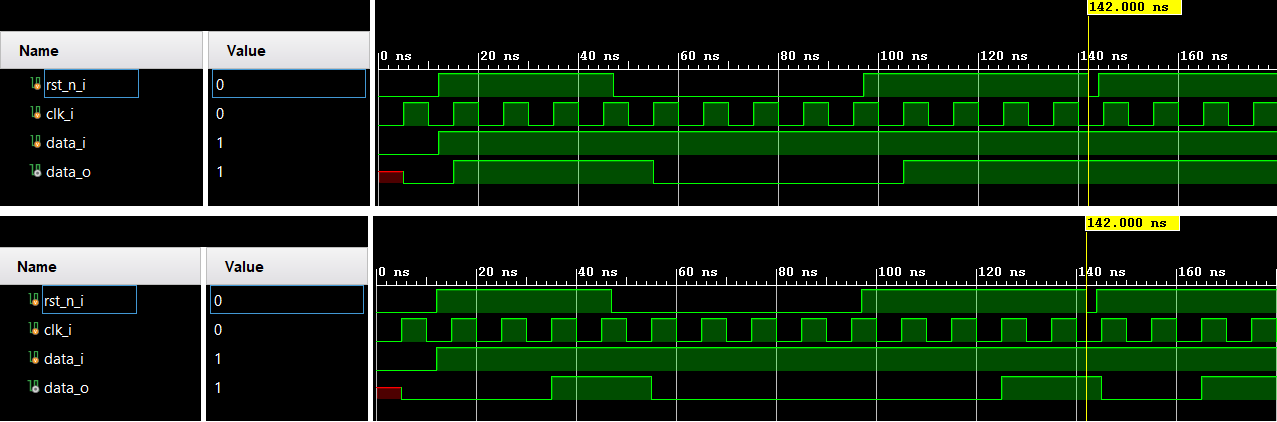 142.000 ns
Name Value
0 ns 20 ns 40 ns 60 ns 80 ns 100 ns 120 ns 140 ns 160 ns
rst_n_i 0
clk_i 0
data_i 1
data_o 1
142.000 ns
Name Value
0 ns 20 ns 40 ns 60 ns 80 ns 100 ns 120 ns 140 ns 160 ns
rst_n_i 0
clk_i 0
data_i 1
data_o 1